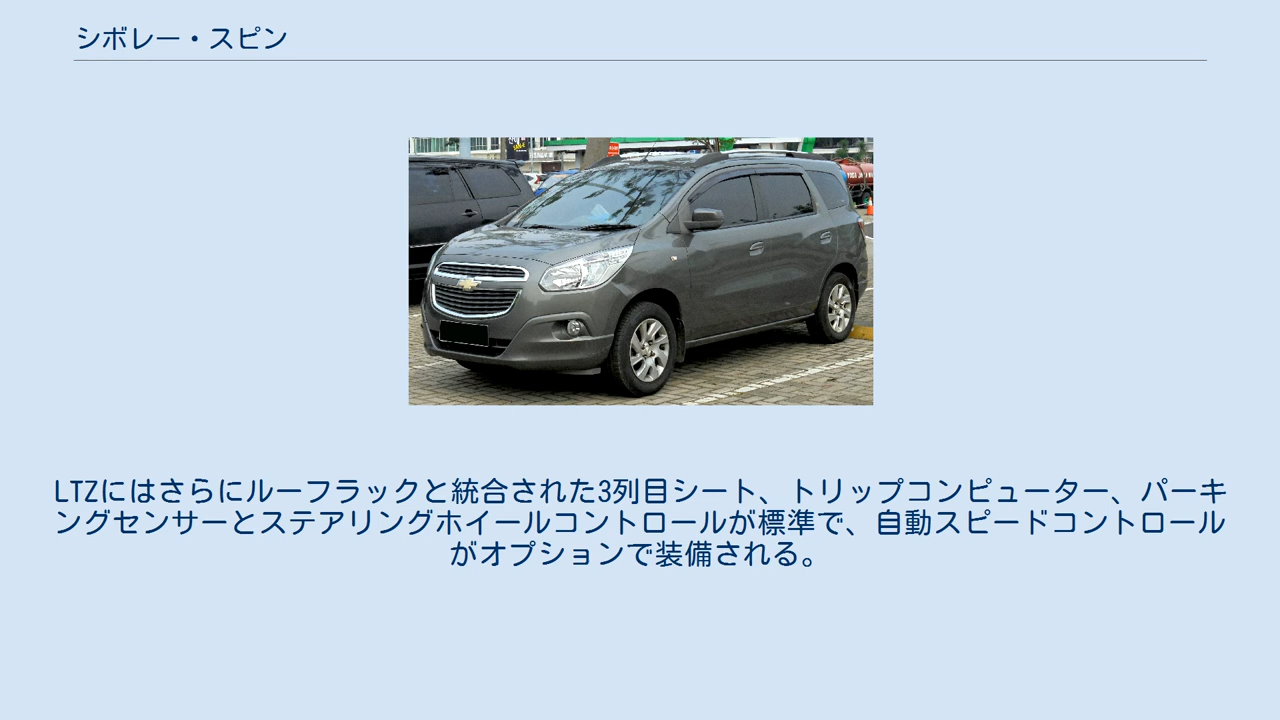 シボレー・スピン
LTZにはさらにルーフラックと統合された3列目シート、トリップコンピューター、パーキ
ングセンサーとステアリングホイールコントロールが標準で、自動スピードコントロール
がオプションで装備される。